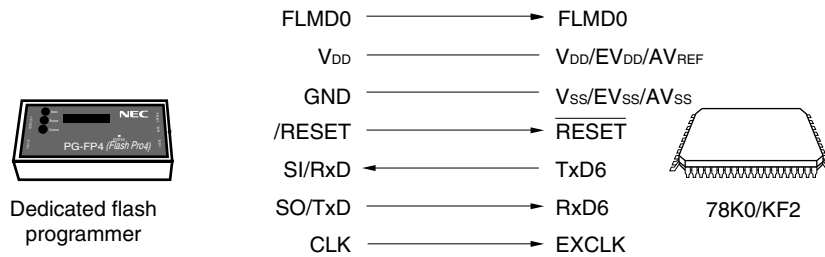 FLMD0 FLMD0
VDD VDD/EVDD/AVREF
GND VSS/EVSS/AVSS
/RESET RESET
SI/RxD TxD6
SO/TxD RxD6
CLK EXCLK
NEC
PG-FP4 (Flash Pro4)
Dedicated flash
programmer
78K0/KF2